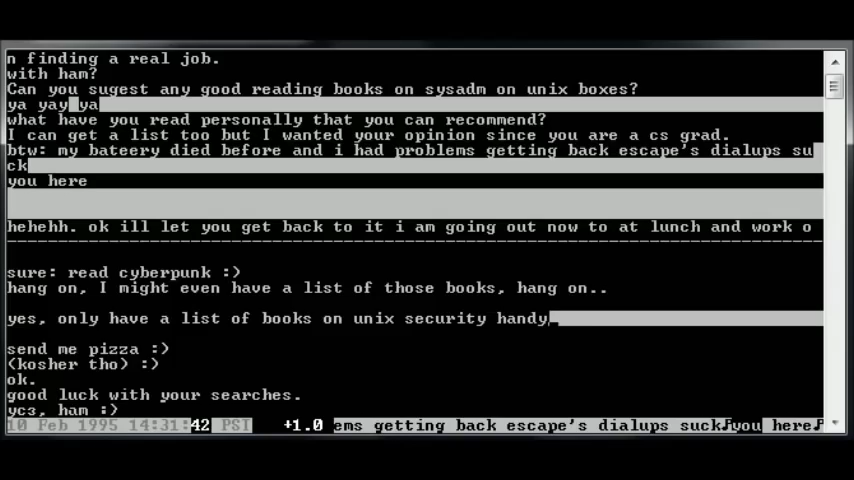 n finding a real job.
with ham?
Can you sugest any good reading books on sysadm on unix boxes?
ya yay ya
what have you read personally that you can recommend?
I can get a list too but I wanted your opinion since you are a cs grad.
btw: my bateery died before and i had problems getting back escape's dialups su
ck
you here
hehehh. ok ill let you get back to it i am going out now to at lunch and work o
--------------------------------------------------------------------------------
sure: read cyberpunk :)
hang on, I might even have a list of those books, hang on..
yes, only have a list of books on unix security handy
send me pizza :)
(kosher tho) :)
ok.
good luck with your searches.
yes, ham :)
10 Feb 1995 14:31:42 PST +1.0 ems getting back escape's dialups suck♪you here♪